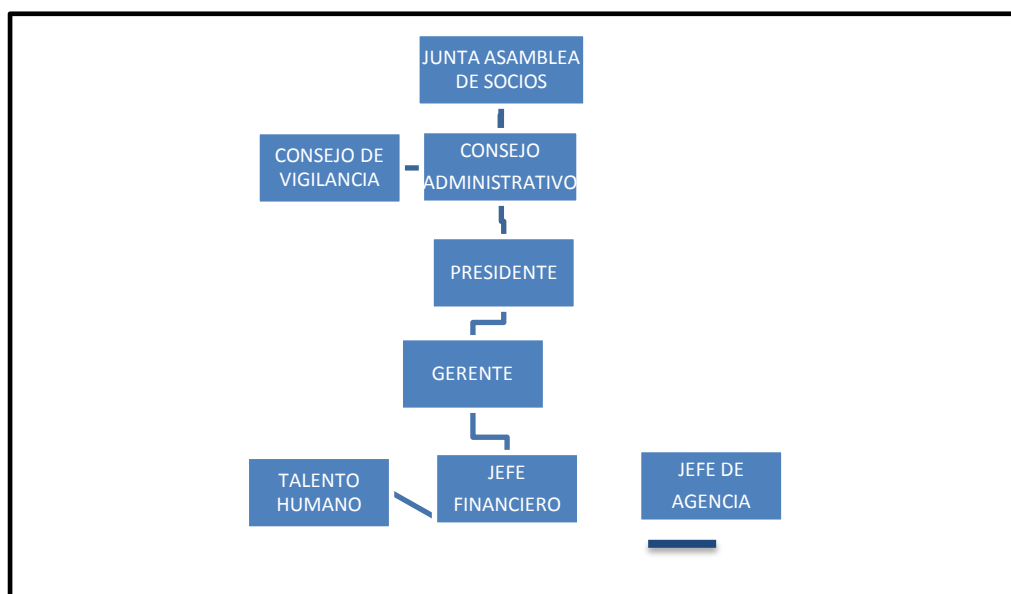 JUNTA ASAMBLEA
DE SOCIOS
CONSEJO DE
VIGILANCIA
CONSEJO
ADMINISTRATIVO
PRESIDENTE
GERENTE
TALENTO
HUMANO
JEFE
FINANCIERO
JEFE DE
AGENCIA